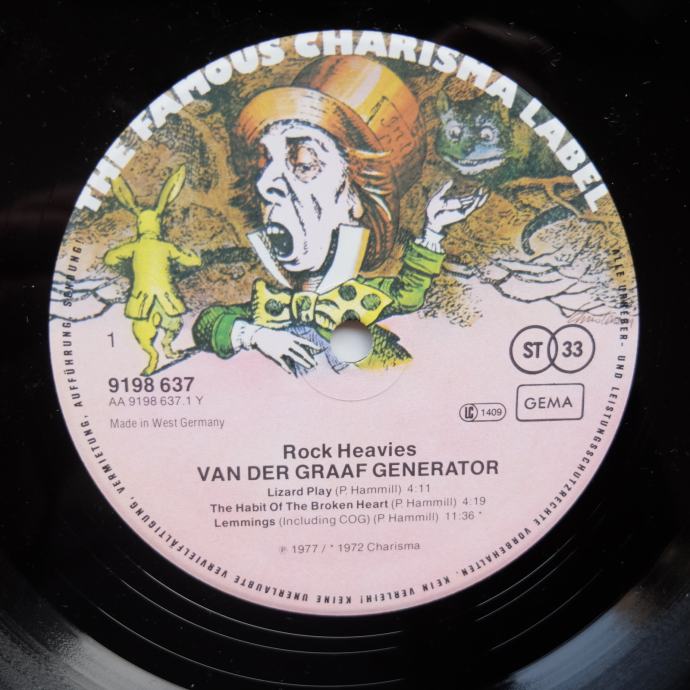 THE FAMOUS CHARISMA LABEL
1
ST 33
9198 637
AA 9198 637.1 Y
LC 1409
GEMA
Made in West Germany
Rock Heavies
VAN DER GRAAF GENERATOR
Lizard Play (P. Hammill) 4:11
The Habit Of The Broken Heart (P. Hammill) 4:19
Lemmings (Including COG) (P. Hammill) 11:36 *
℗ 1977 / * 1972 Charisma
ALLE URHEBER- UND LEISTUNGSSCHUTZRECHTE VORBEHALTEN. KEIN VERLEIH! KEINE UNERLAUBTE VERVIELFÄLTIGUNG, VERMIETUNG, AUFFÜHRUNG, SENDUNG!